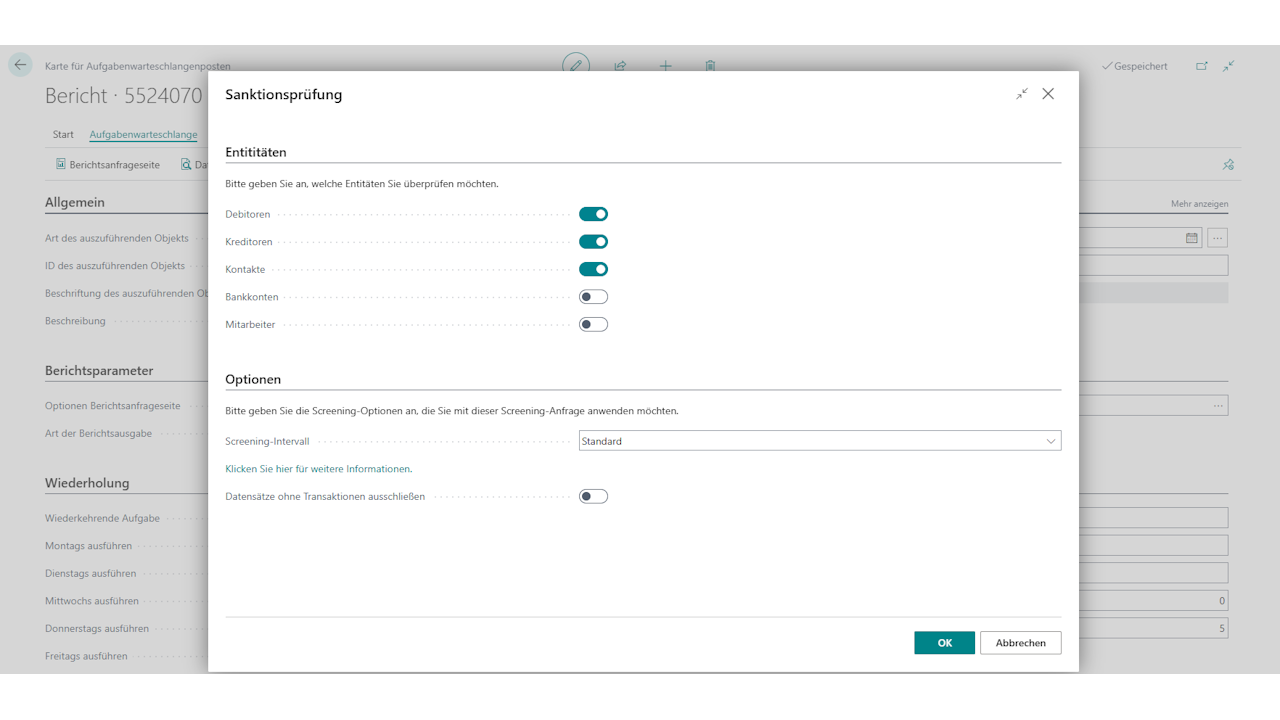 Karte für Aufgabenwarteschlangenposten
Gespeichert
Bericht · 5524070
Start Aufgabenwarteschlange
Berichtsanfrageseite
Allgemein
Mehr anzeigen
Art des auszuführenden Objekts
ID des auszuführenden Objekts
Beschriftung des auszuführenden
Beschreibung
Berichtsparameter
Optionen Berichtsanfrageseite
Art der Berichtsausgabe
Wiederholung
Wiederkehrende Aufgabe
Montags ausführen
Dienstags ausführen
Mittwochs ausführen
0
Donnerstags ausführen
5
Freitags ausführen
Sanktionsprüfung
Entititäten
Bitte geben Sie an, welche Entitäten Sie überprüfen möchten.
Debitoren
Kreditoren
Kontakte
Bankkonten
Mitarbeiter
Optionen
Bitte geben Sie die Screening-Optionen an, die Sie mit dieser Screening-Anfrage anwenden möchten.
Screening-Intervall Standard
Klicken Sie hier für weitere Informationen.
Datensätze ohne Transaktionen ausschließen
OK Abbrechen